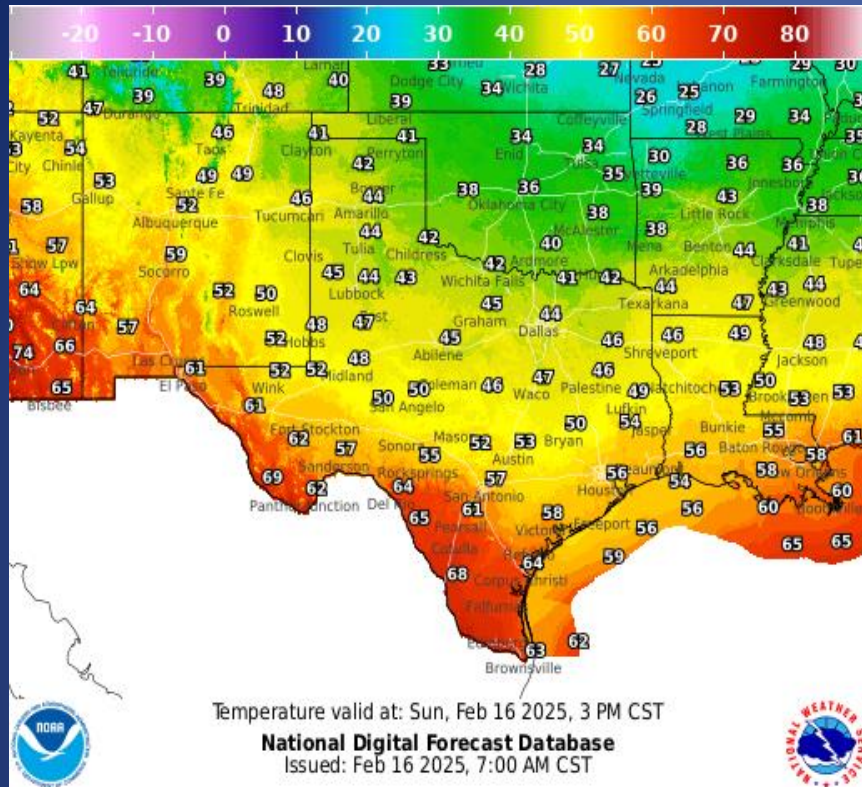 -20 -10 0 10 20 30 40 50 60 70 80
41 Telluride 39 48 Lamar 40 33 Dodge City 28 Wichita 27 Nevada Lebanon 29 Farmington 30
39 Durango Trinidad 39 Liberal 34 Coffeyville 26 25 Springfield
47 52 Kayenta 46 Taos 41 Clayton 41 Perryton 34 Enid 34 Tulsa 28 29 34
City 54 Chinle 53 Gallup 49 49 Santa Fe 42 Borger 35 30 39 36 36 Jonesboro
58 52 Albuquerque 46 Tucumcari 44 Amarillo 38 36 Oklahoma City 38 McAlester 43 Little Rock 38 Memphis
57 Show Low 59 Socorro Clovis 44 Tulia 42 Childress 40 Ardmore 38 Mena Benton 44 41 Clarksdale
64 64 52 50 Roswell 45 44 Lubbock 43 42 Wichita Falls 41 42 44 Arkadelphia Texarkana 47 43 44 Greenwood
74 66 57 52 48 Hobbs 47 45 Graham 45 Abilene 44 Dallas 46 46 Shreveport 49 48 Jackson
65 Bisbee 61 El Paso 52 Wink 52 48 Midland 50 San Angelo 50 46 47 Waco 46 Palestine 49 Lufkin Natchitoches 53 50 53 Mccomb 53
61 Fort Stockton 62 57 Sanderson Sonora 55 Rocksprings Mason 52 53 Austin 50 Bryan 54 Jasper Bunkie 55 Baton Rouge 61
69 62 64 Del Rio 57 San Antonio 56 Beaumont 54 56 58 58 New Orleans
65 61 Pearsall 58 Victoria Freeport 56 56 60 60
68 Cotulla 64 Corpus Christi 59 65 65
Falfurrias
63 62
Brownsville
Temperature valid at: Sun, Feb 16 2025, 3 PM CST
National Digital Forecast Database
Issued: Feb 16 2025, 7:00 AM CST
NOAA
NATIONAL WEATHER SERVICE